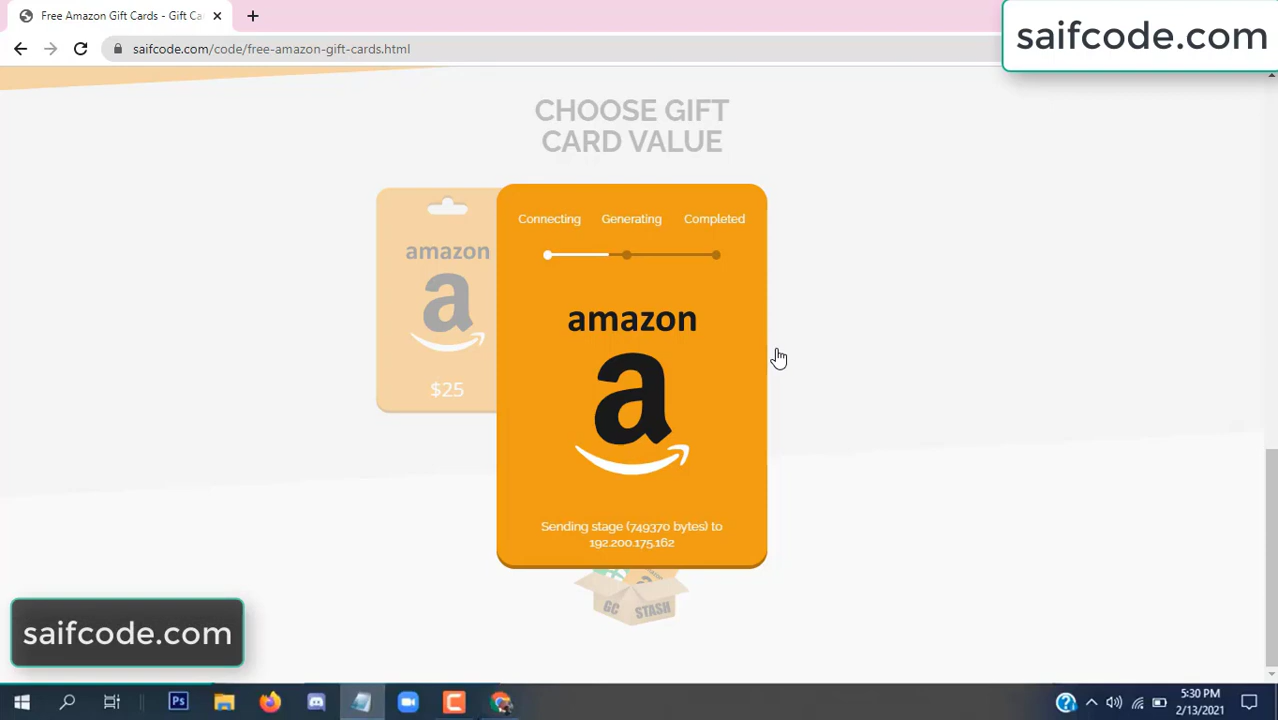 Free Amazon Gift Cards - Gift Ca
saifcode.com/code/free-amazon-gift-cards.html
saifcode.com
CHOOSE GIFT
CARD VALUE
Connecting Generating Completed
amazon
$25
amazon
a
Sending stage (749370 bytes) to
192.200.175.162
GC STASH
saifcode.com
Ps
5:30 PM
2/13/2021